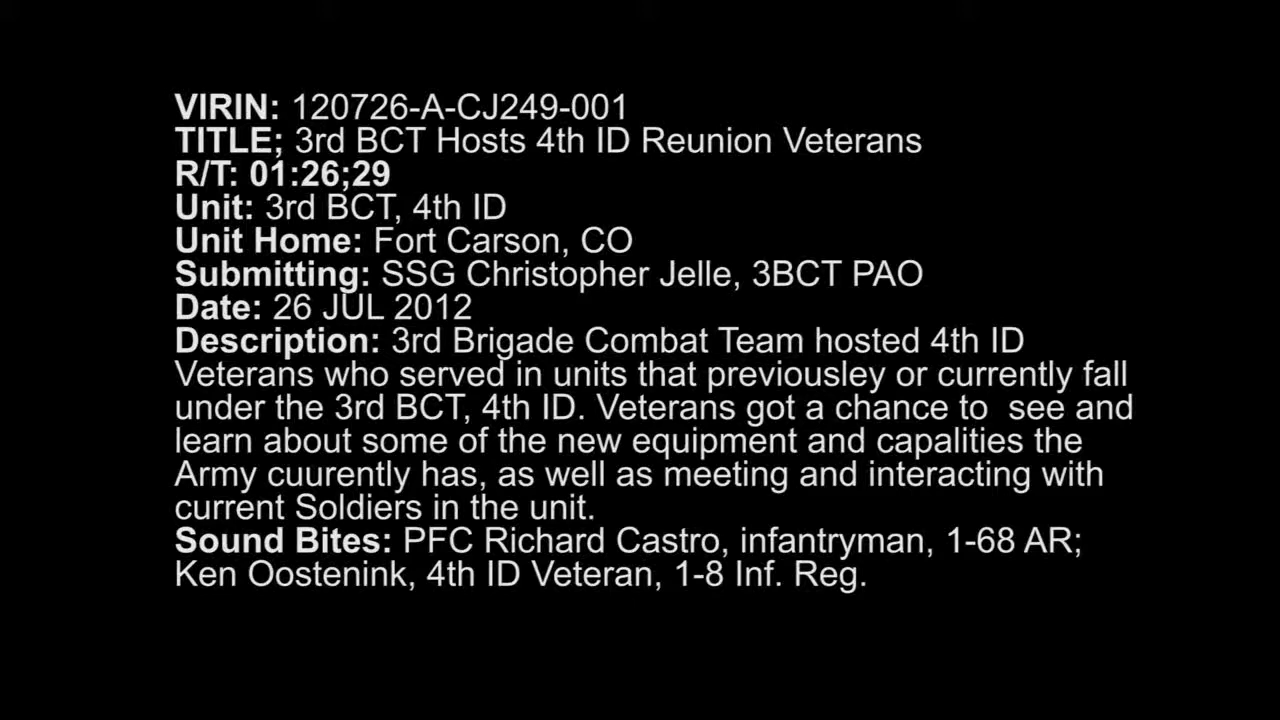 VIRIN: 120726-A-CJ249-001
TITLE; 3rd BCT Hosts 4th ID Reunion Veterans
R/T: 01:26;29
Unit: 3rd BCT, 4th ID
Unit Home: Fort Carson, CO
Submitting: SSG Christopher Jelle, 3BCT PAO
Date: 26 JUL 2012
Description: 3rd Brigade Combat Team hosted 4th ID
Veterans who served in units that previousley or currently fall
under the 3rd BCT, 4th ID. Veterans got a chance to  see and
learn about some of the new equipment and capalities the
Army cuurently has, as well as meeting and interacting with
current Soldiers in the unit.
Sound Bites: PFC Richard Castro, infantryman, 1-68 AR;
Ken Oostenink, 4th ID Veteran, 1-8 Inf. Reg.